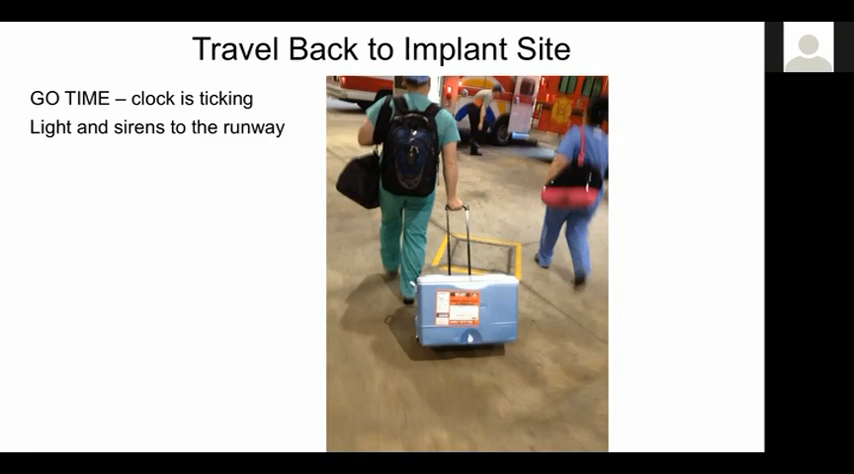 Travel Back to Implant Site
GO TIME – clock is ticking
Light and sirens to the runway